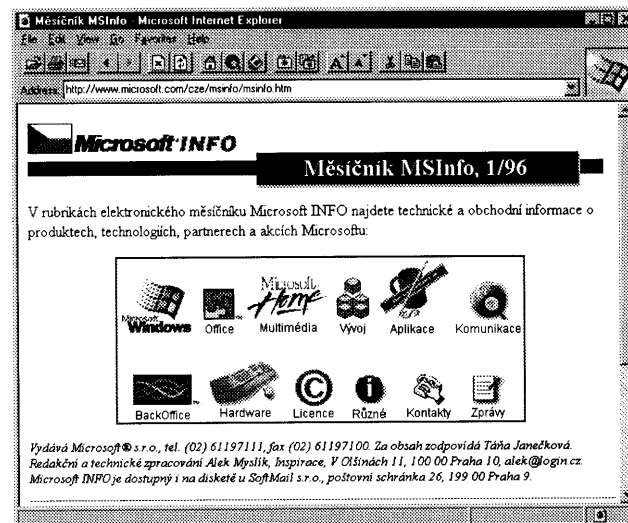 Měsíčník MSInfo - Microsoft Internet Explorer
File Edit View Go Favorites Help
Address: http://www.microsoft.com/cze/msinfo/msinfo.htm
Microsoft INFO
Měsíčník MSInfo, 1/96
V rubrikách elektronického měsíčníku Microsoft INFO najdete technické a obchodní informace o
produktech, technologiích, partnerech a akcích Microsoftu:
Microsoft Windows
Office
Microsoft Home
Multimédia
Vývoj
Aplikace
Komunikace
BackOffice
Hardware
Licence
Různé
Kontakty
Zprávy
Vydává Microsoft® s.r.o., tel. (02) 61197111, fax (02) 61197100. Za obsah zodpovídá Táňa Janečková.
Redakční a technické zpracování Alek Myslík, Inspirace, V Olšinách 11, 100 00 Praha 10, alek@login.cz.
Microsoft INFO je dostupný i na disketě u SoftMail s.r.o., poštovní schránka 26, 199 00 Praha 9.